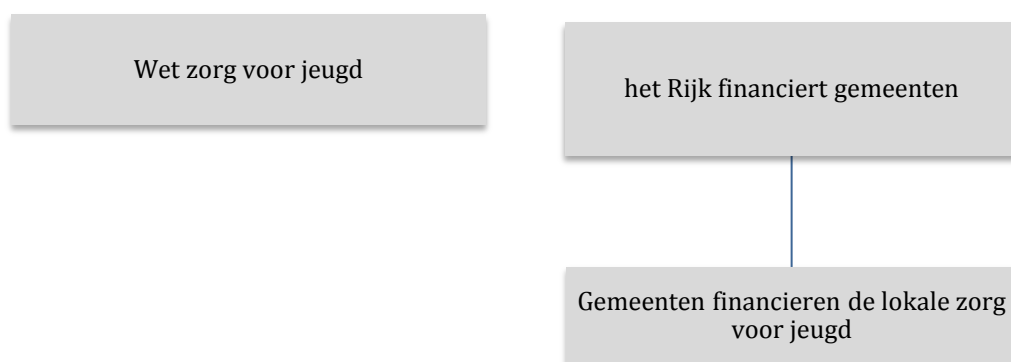 Wet zorg voor jeugd
het Rijk financiert gemeenten
Gemeenten financieren de lokale zorg
voor jeugd